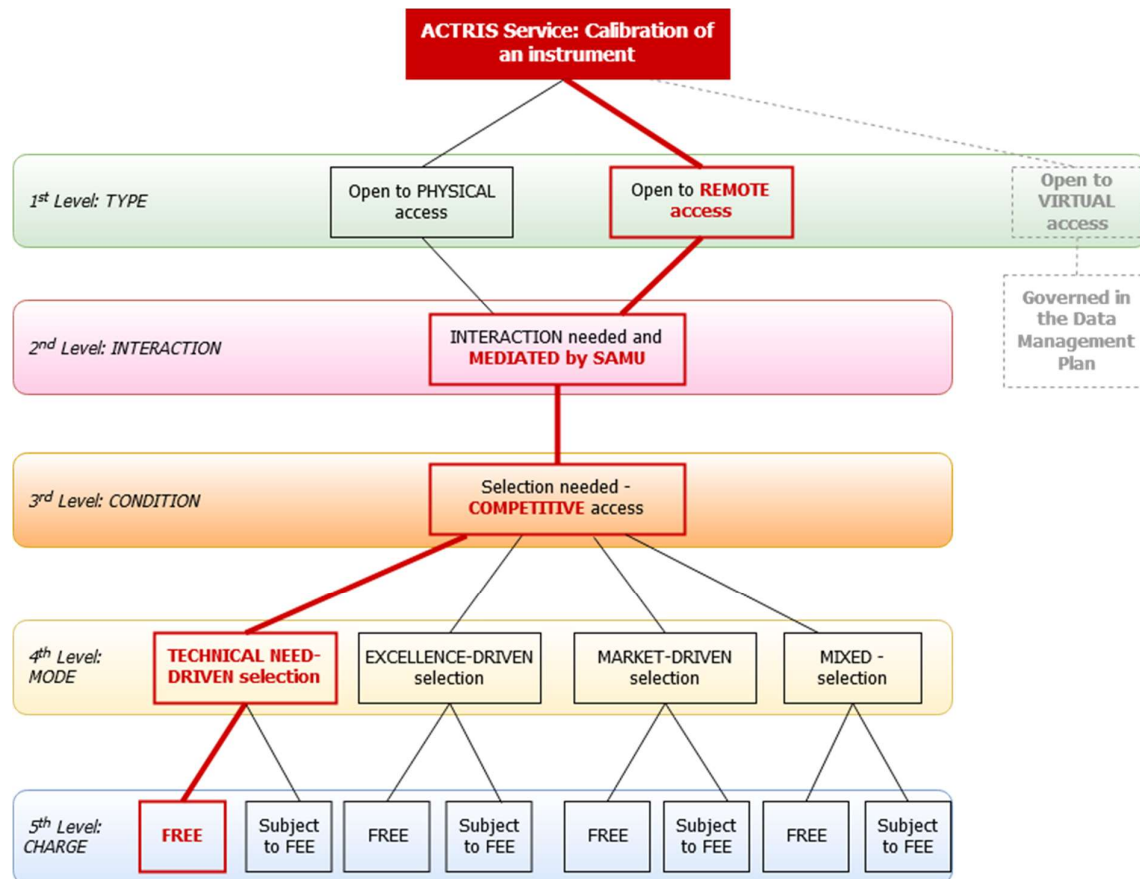 ACTRIS Service: Calibration of
an instrument
1st Level: TYPE
Open to PHYSICAL
access
Open to REMOTE
access
Open to
VIRTUAL
access
2nd Level: INTERACTION
INTERACTION needed and
MEDIATED by SAMU
Governed in
the Data
Management
Plan
3rd Level: CONDITION
Selection needed -
COMPETITIVE access
4th Level:
MODE
TECHNICAL NEED-
DRIVEN selection
EXCELLENCE-DRIVEN
selection
MARKET-DRIVEN
selection
MIXED -
selection
5th Level:
CHARGE
FREE
Subject
to FEE
FREE
Subject
to FEE
FREE
Subject
to FEE
FREE
Subject
to FEE